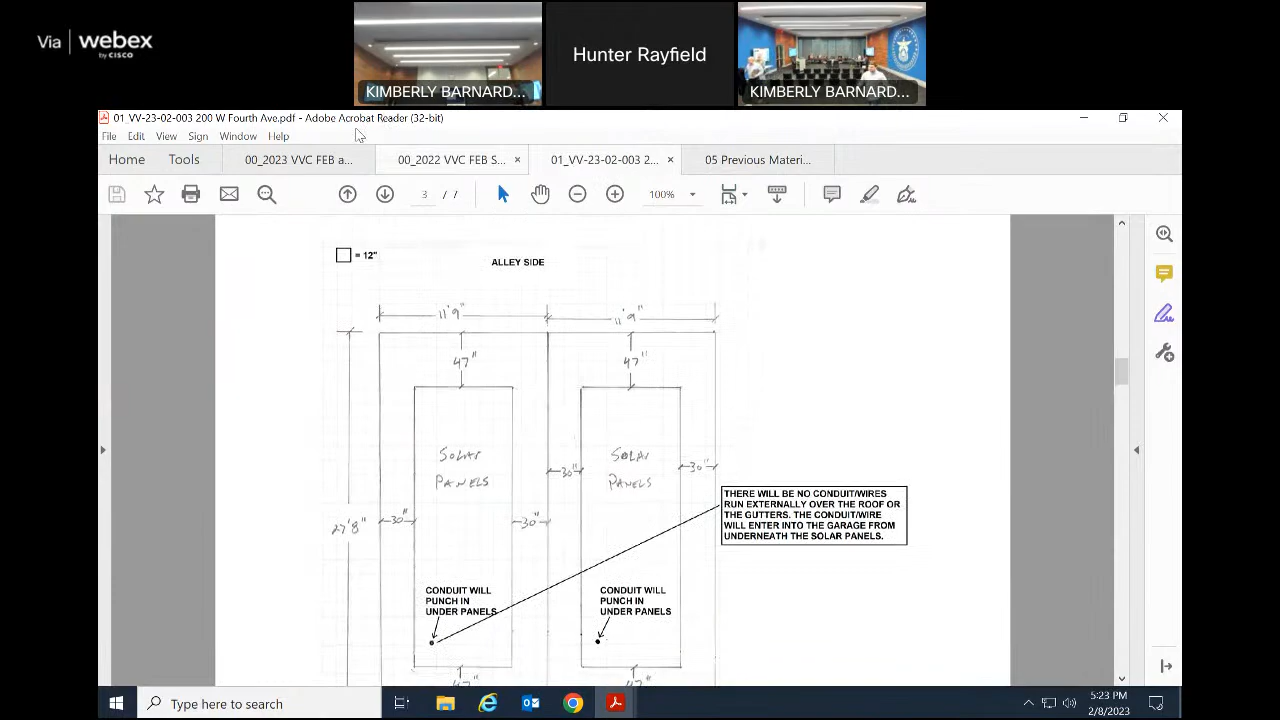 Via webex
by CISCO
KIMBERLY BARNARD...
Hunter Rayfield
KIMBERLY BARNARD...
01_VV-23-02-003 200 W Fourth Ave.pdf - Adobe Acrobat Reader (32-bit)
File Edit View Sign Window Help
Home Tools 00_2023 VVC FEB a... 00_2022 VVC FEB S... × 01_VV-23-02-003 2... × 05 Previous Materi...
3 / 7 100%
= 12"
ALLEY SIDE
11'9" 11'9"
47" 47"
SOLAR PANELS
SOLAR PANELS
30" 30"
THERE WILL BE NO CONDUIT/WIRES
RUN EXTERNALLY OVER THE ROOF OR
THE GUTTERS. THE CONDUIT/WIRE
WILL ENTER INTO THE GARAGE FROM
UNDERNEATH THE SOLAR PANELS.
27'8" 30" 30"
CONDUIT WILL
PUNCH IN
UNDER PANELS
CONDUIT WILL
PUNCH IN
UNDER PANELS
47" 47"
Type here to search
5:23 PM
2/8/2023